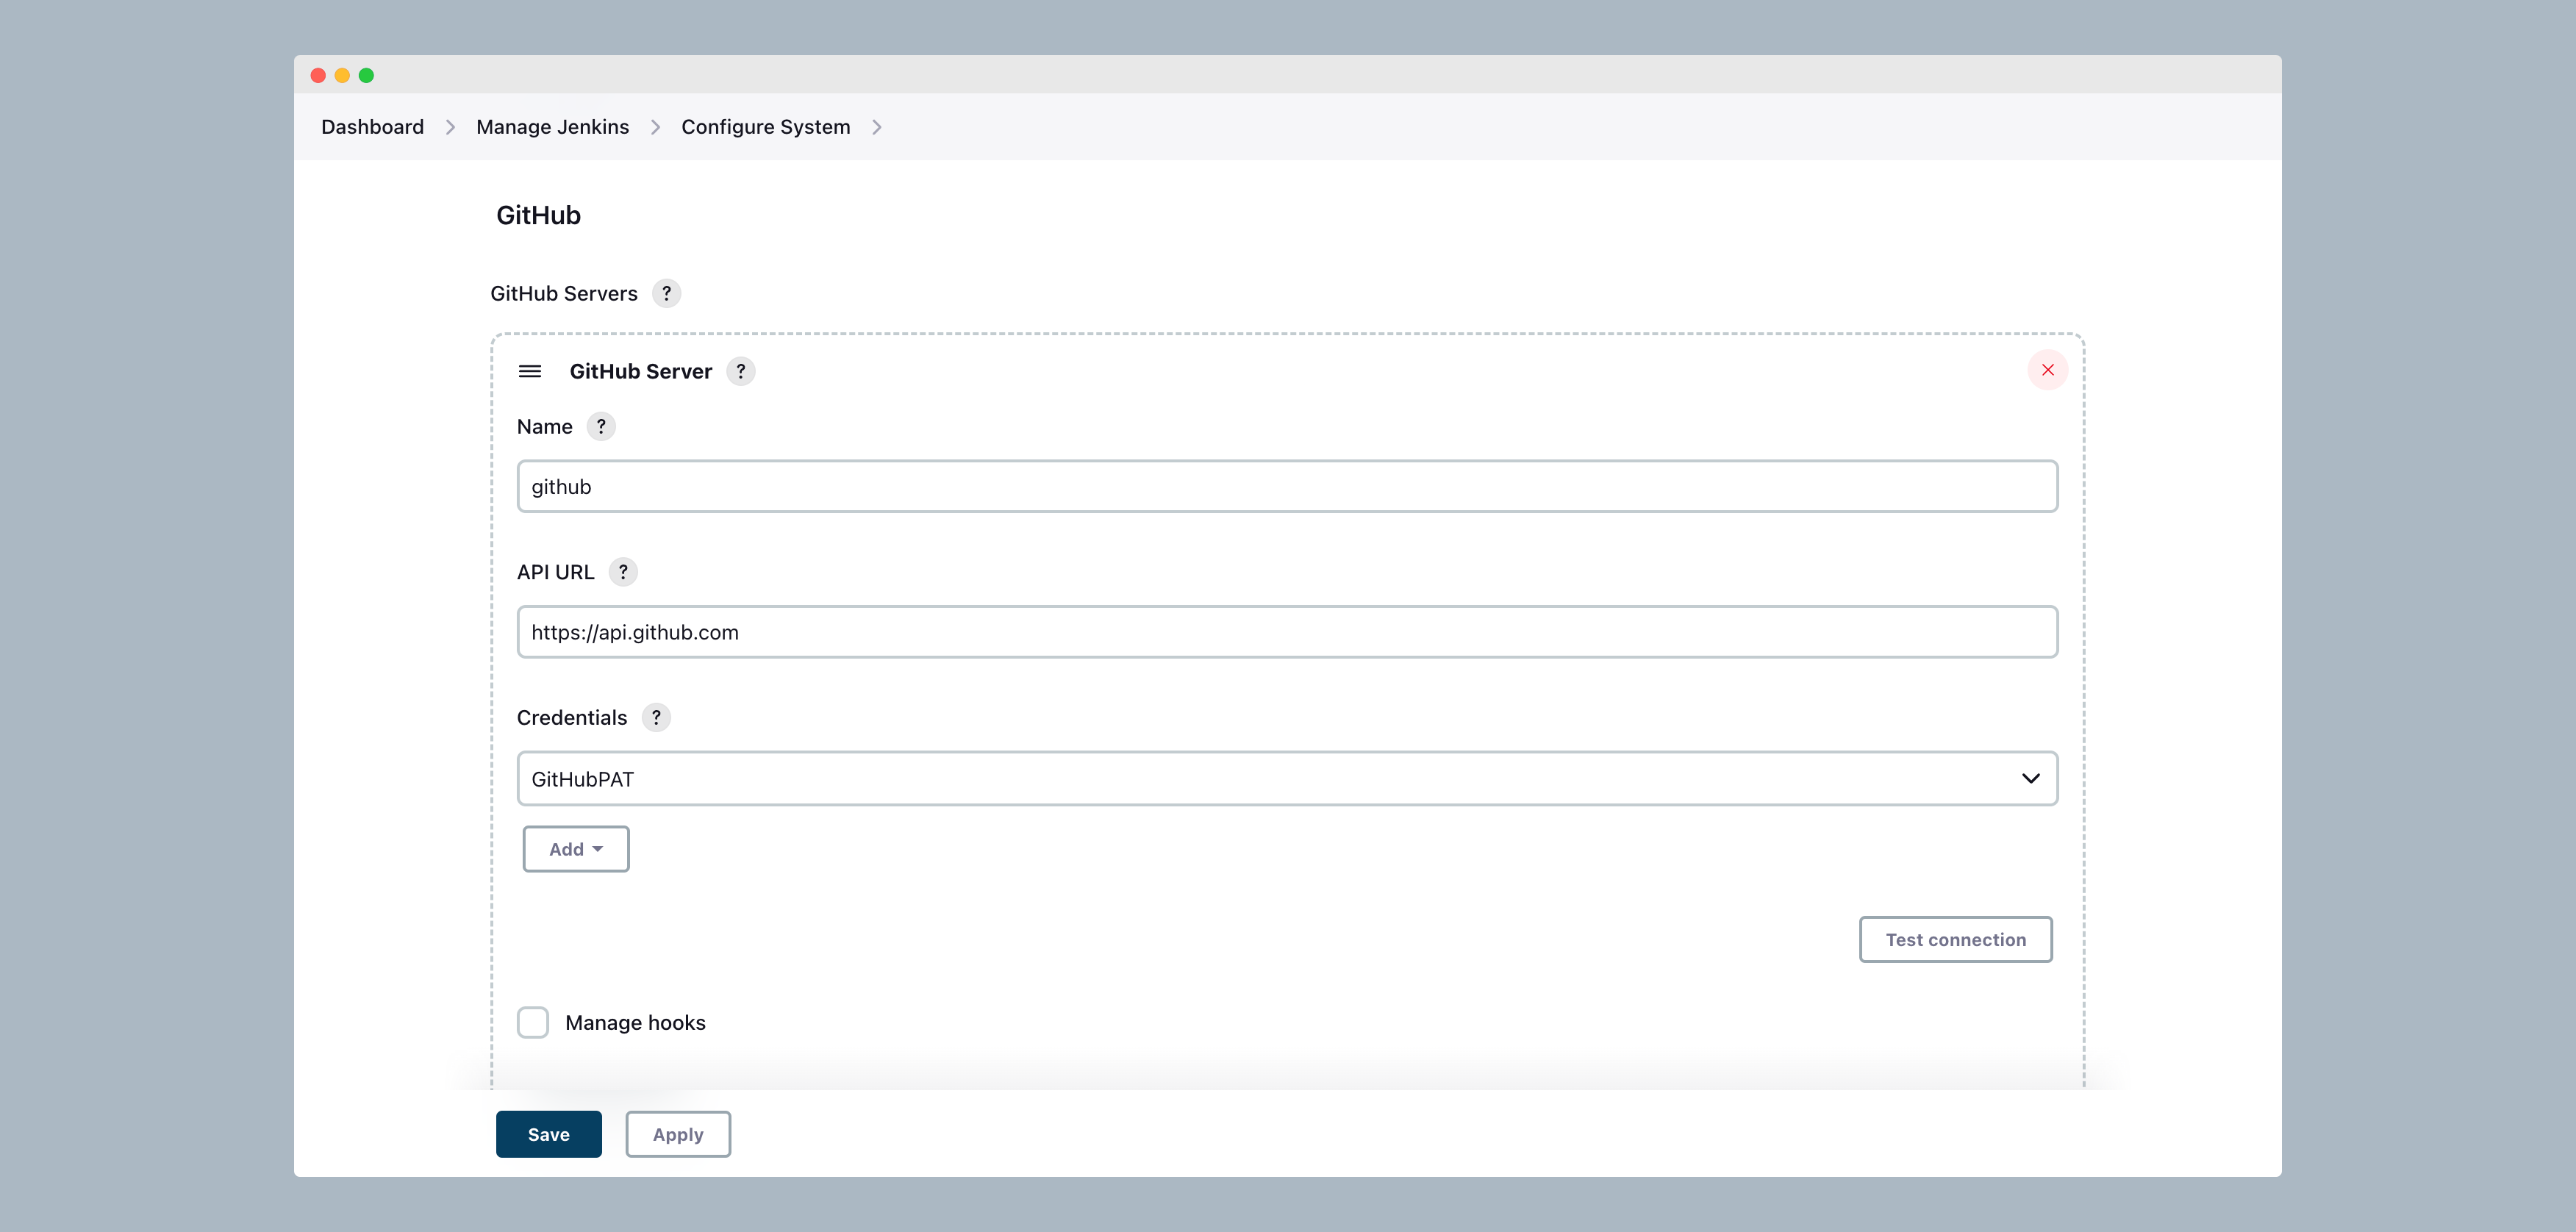 Dashboard > Manage Jenkins > Configure System >
GitHub
GitHub Servers ?
GitHub Server ?
Name ?
github
API URL ?
https://api.github.com
Credentials ?
GitHubPAT
Add
Test connection
Manage hooks
Save Apply